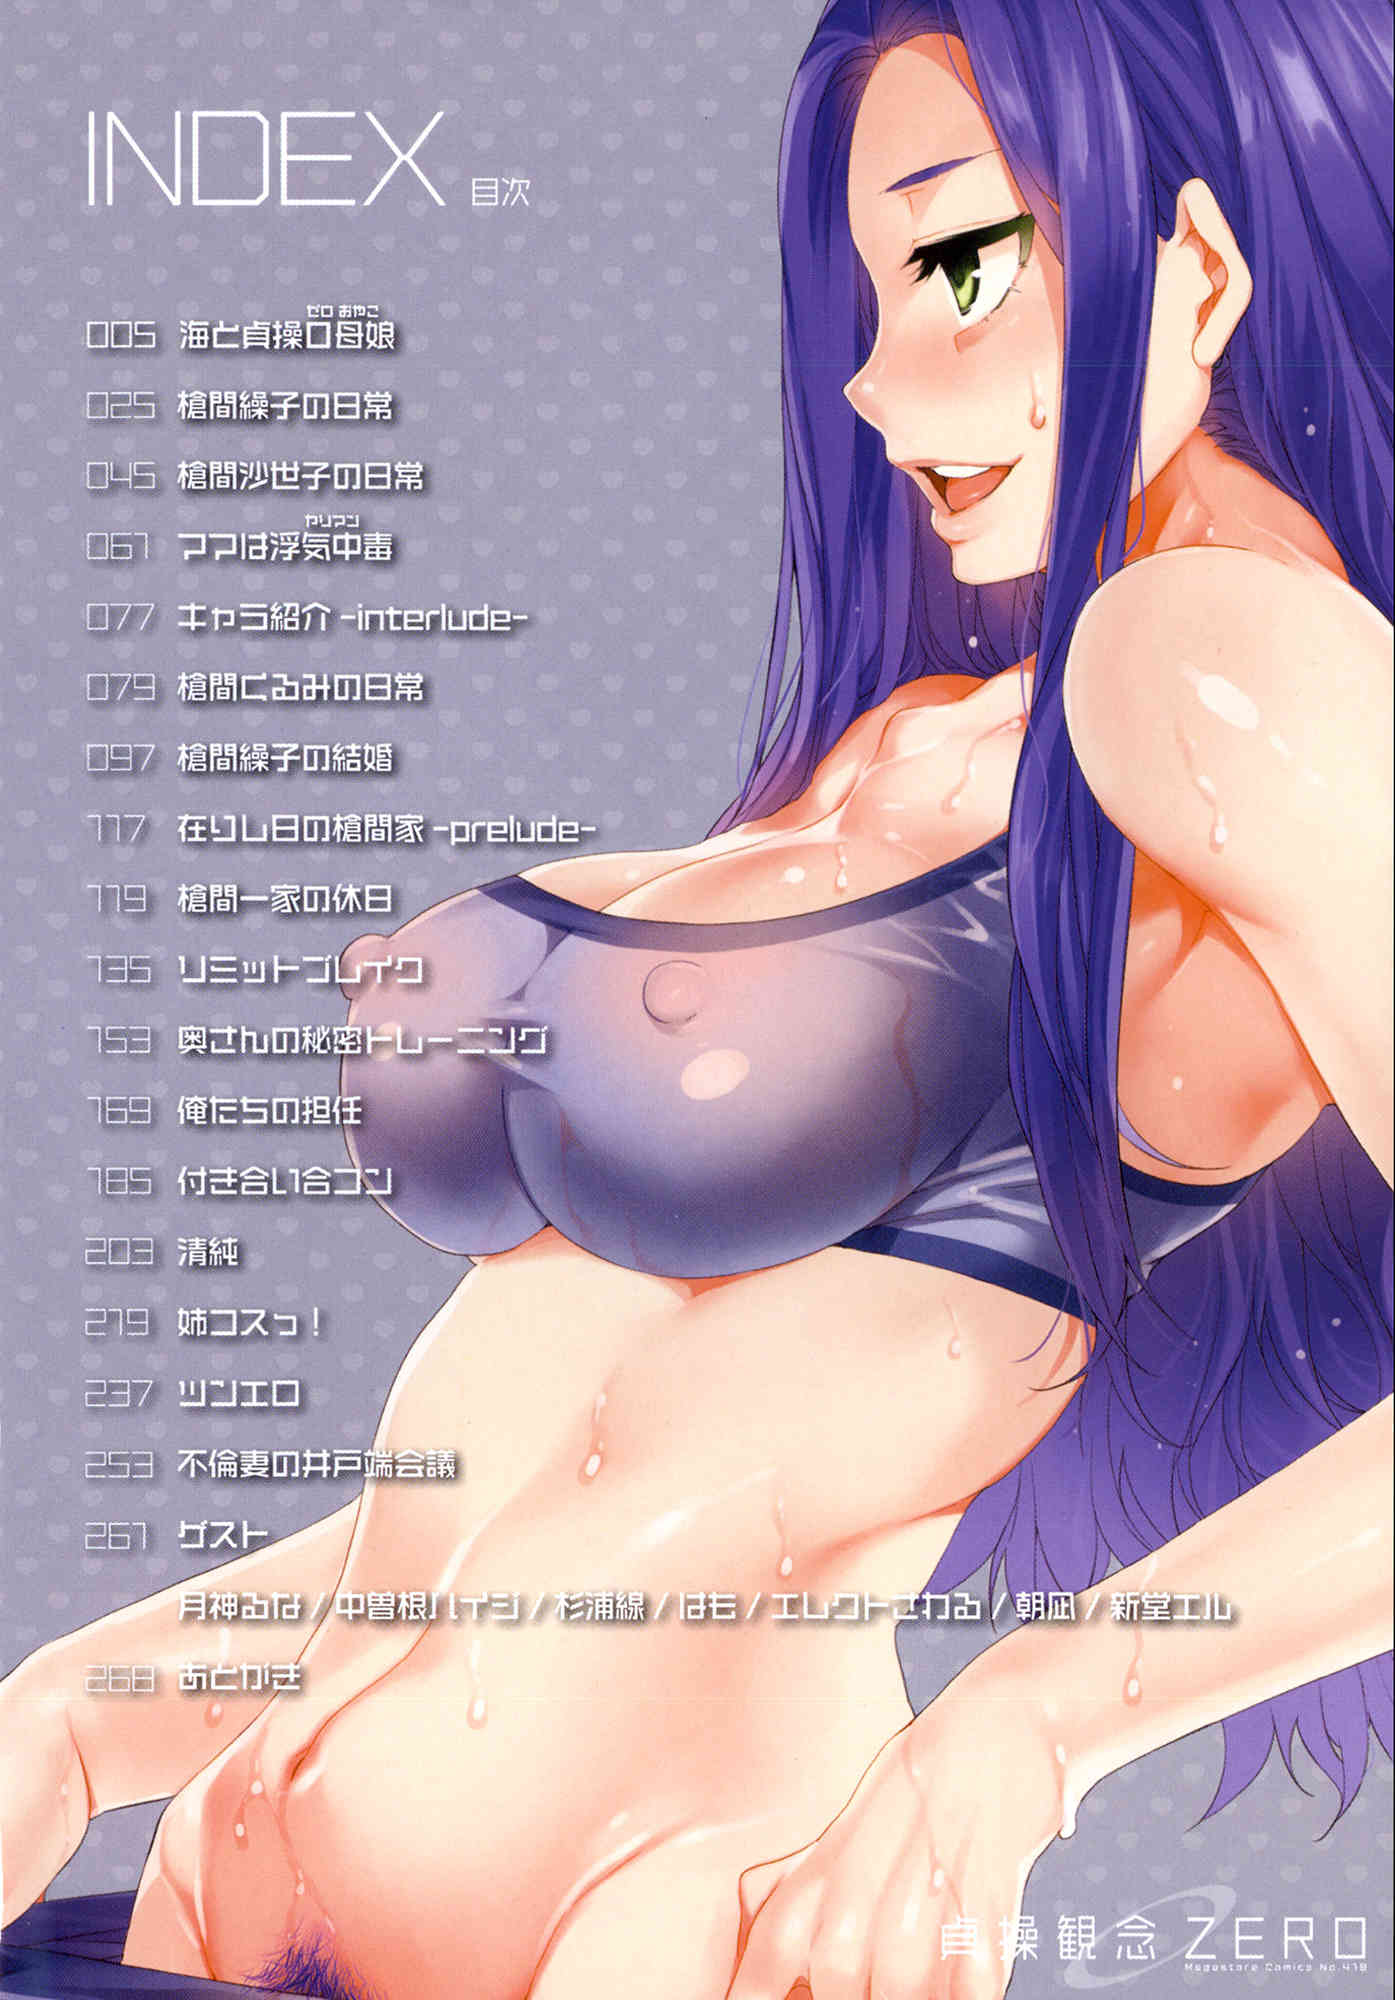 INDEX 目次
ゼロ おやこ
005 海と貞操０母娘
025 槍間繰子の日常
045 槍間沙世子の日常
ヤリマン
061 ママは浮気中毒
077 キャラ紹介 -interlude-
079 槍間くるみの日常
097 槍間繰子の結婚
117 在りし日の槍間家 -prelude-
119 槍間一家の休日
135 リミットブレイク
153 奥さんの秘密トレーニング
169 俺たちの担任
185 付き合い合コン
203 清純
219 姉コスっ！
237 ツンエロ
253 不倫妻の井戸端会議
261 ゲスト
月神るな / 中曽根ハイジ / 杉浦線 / はも / エレクトさわる / 朝凪 / 新堂エル
268 あとがき
貞操観念 ZERO
Megastore Comics No.418